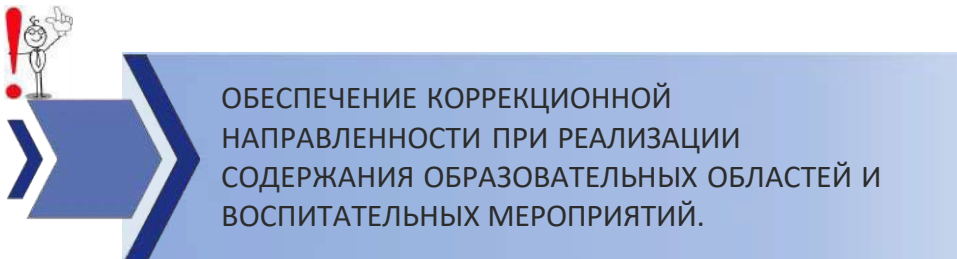 ОБЕСПЕЧЕНИЕ КОРРЕКЦИОННОЙ
НАПРАВЛЕННОСТИ ПРИ РЕАЛИЗАЦИИ
СОДЕРЖАНИЯ ОБРАЗОВАТЕЛЬНЫХ ОБЛАСТЕЙ И
ВОСПИТАТЕЛЬНЫХ МЕРОПРИЯТИЙ.